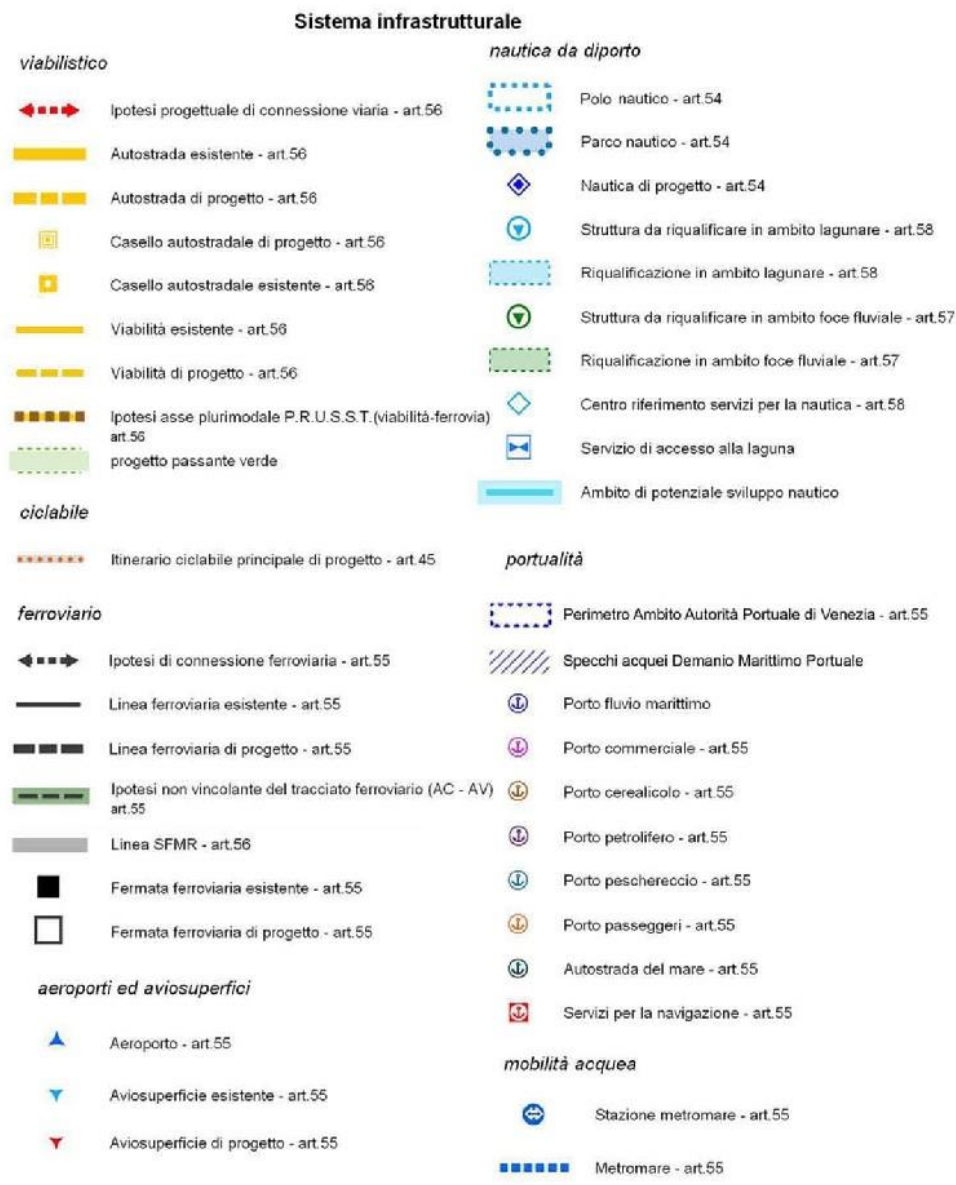 Sistema infrastrutturale
viabilistico
Ipotesi progettuale di connessione viaria - art.56
Autostrada esistente - art.56
Autostrada di progetto - art.56
Casello autostradale di progetto - art.56
Casello autostradale esistente - art.56
Viabilità esistente - art.56
Viabilità di progetto - art.56
Ipotesi asse plurimodale P.R.U.S.S.T.(viabilità-ferrovia)
art.56
progetto passante verde
ciclabile
Itinerario ciclabile principale di progetto - art.45
ferroviario
Ipotesi di connessione ferroviaria - art.55
Linea ferroviaria esistente - art.55
Linea ferroviaria di progetto - art.55
Ipotesi non vincolante del tracciato ferroviario (AC - AV)
art.55
Linea SFMR - art.56
Fermata ferroviaria esistente - art.55
Fermata ferroviaria di progetto - art.55
aeroporti ed aviosuperfici
Aeroporto - art.55
Aviosuperficie esistente - art.55
Aviosuperficie di progetto - art.55
nautica da diporto
Polo nautico - art.54
Parco nautico - art.54
Nautica di progetto - art.54
Struttura da riqualificare in ambito lagunare - art.58
Riqualificazione in ambito lagunare - art.58
Struttura da riqualificare in ambito foce fluviale - art.57
Riqualificazione in ambito foce fluviale - art.57
Centro riferimento servizi per la nautica - art.58
Servizio di accesso alla laguna
Ambito di potenziale sviluppo nautico
portualità
Perimetro Ambito Autorità Portuale di Venezia - art.55
Specchi acquei Demanio Marittimo Portuale
Porto fluvio marittimo
Porto commerciale - art.55
Porto cerealicolo - art.55
Porto petrolifero - art.55
Porto peschereccio - art.55
Porto passeggeri - art.55
Autostrada del mare - art.55
Servizi per la navigazione - art.55
mobilità acquea
Stazione metromare - art.55
Metromare - art.55